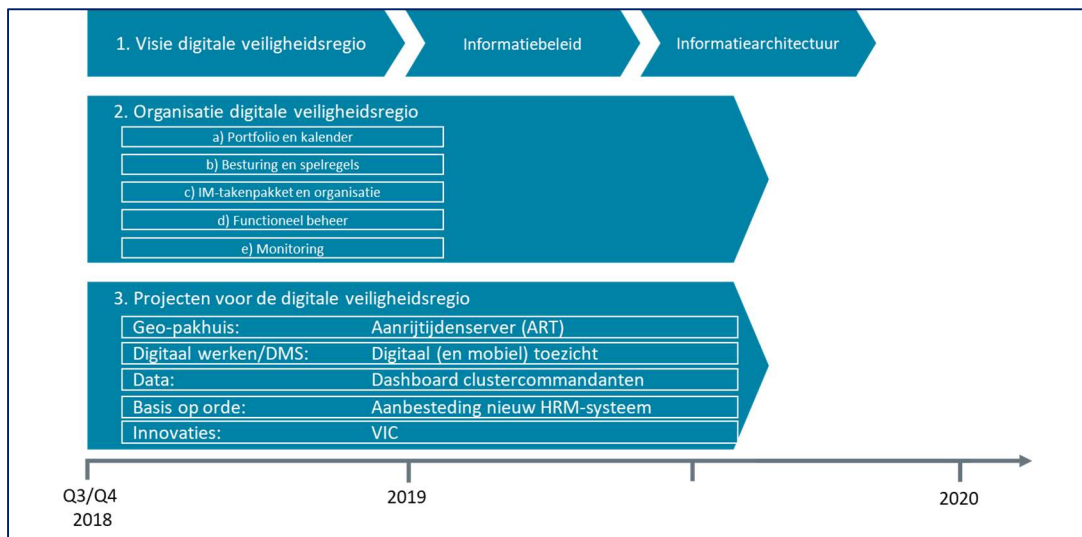 1. Visie digitale veiligheidsregio
Informatiebeleid
Informatiearchitectuur
2. Organisatie digitale veiligheidsregio
a) Portfolio en kalender
b) Besturing en spelregels
c) IM-takenpakket en organisatie
d) Functioneel beheer
e) Monitoring
3. Projecten voor de digitale veiligheidsregio
Geo-pakhuis: Aanrijtijdenserver (ART)
Digitaal werken/DMS: Digitaal (en mobiel) toezicht
Data: Dashboard clustercommandanten
Basis op orde: Aanbesteding nieuw HRM-systeem
Innovaties: VIC
Q3/Q4
2018
2019
2020